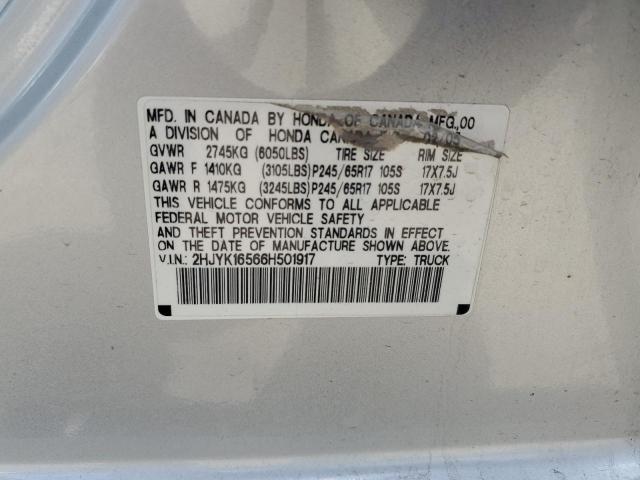 MFD. IN CANADA BY HONDA OF CANADA MFG.,00
A DIVISION OF HONDA CANADA
GVWR 2745KG (6050LBS) TIRE SIZE RIM SIZE
GAWR F 1410KG (3105LBS)P245/65R17 105S 17X7.5J
GAWR R 1475KG (3245LBS)P245/65R17 105S 17X7.5J
THIS VEHICLE CONFORMS TO ALL APPLICABLE
FEDERAL MOTOR VEHICLE SAFETY
AND THEFT PREVENTION STANDARDS IN EFFECT
ON THE DATE OF MANUFACTURE SHOWN ABOVE.
V.I.N.: 2HJYK16566H501917 TYPE: TRUCK